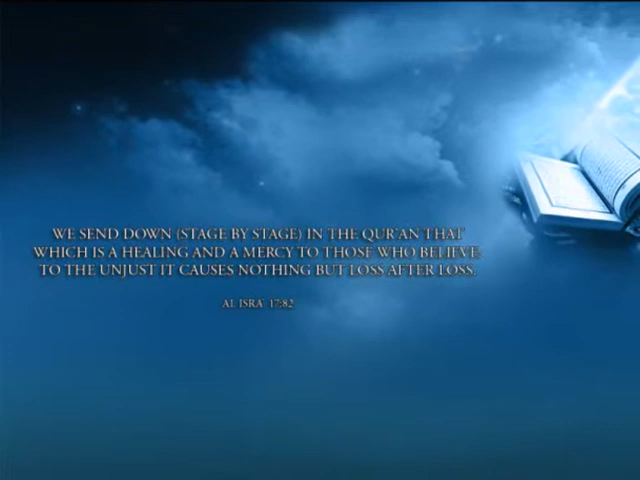 WE SEND DOWN (STAGE BY STAGE) IN THE QUR'AN THAT
WHICH IS A HEALING AND A MERCY TO THOSE WHO BELIEVE.
TO THE UNJUST IT CAUSES NOTHING BUT LOSS AFTER LOSS.
AL ISRA' 17:82